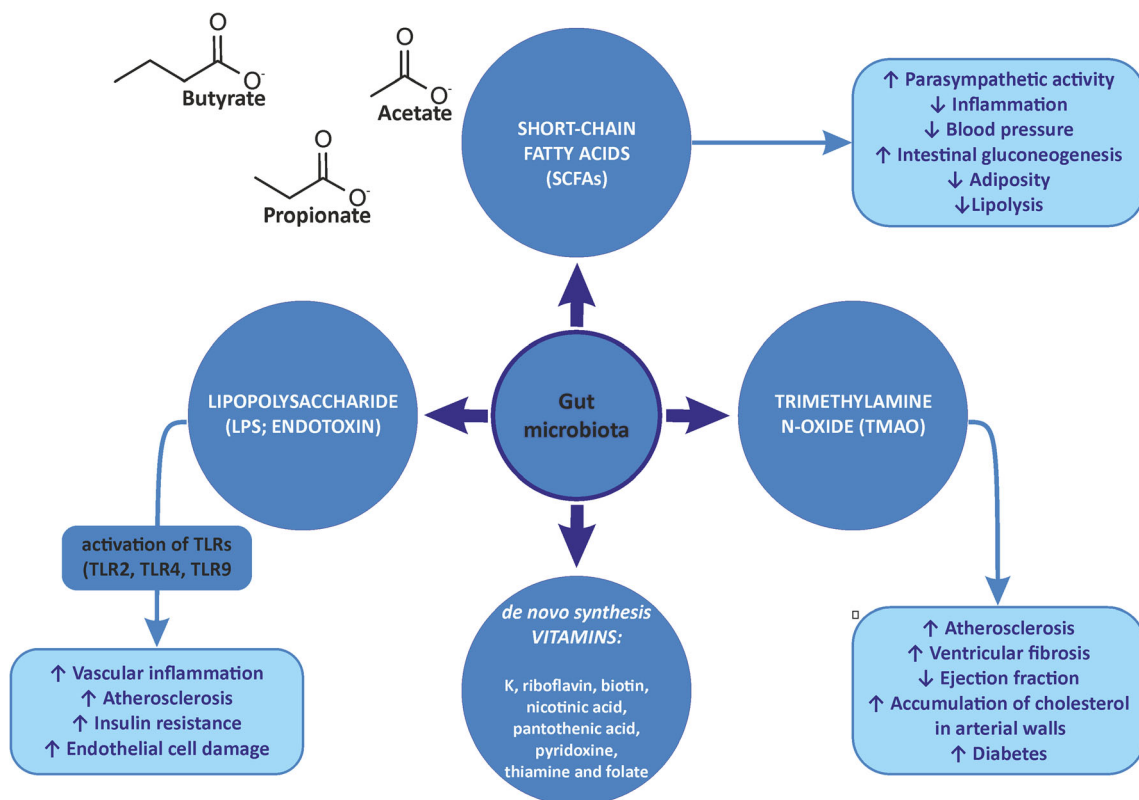 O
O-
Butyrate
O
O-
Acetate
O
O-
Propionate
SHORT-CHAIN
FATTY ACIDS
(SCFAs)
↑ Parasympathetic activity
↓ Inflammation
↓ Blood pressure
↑ Intestinal gluconeogenesis
↓ Adiposity
↓Lipolysis
LIPOPOLYSACCHARIDE
(LPS; ENDOTOXIN)
Gut
microbiota
TRIMETHYLAMINE
N-OXIDE (TMAO)
activation of TLRs
(TLR2, TLR4, TLR9
↑ Vascular inflammation
↑ Atherosclerosis
↑ Insulin resistance
↑ Endothelial cell damage
de novo synthesis
VITAMINS:
K, riboflavin, biotin,
nicotinic acid,
pantothenic acid,
pyridoxine,
thiamine and folate
↑ Atherosclerosis
↑ Ventricular fibrosis
↓ Ejection fraction
↑ Accumulation of cholesterol
in arterial walls
↑ Diabetes